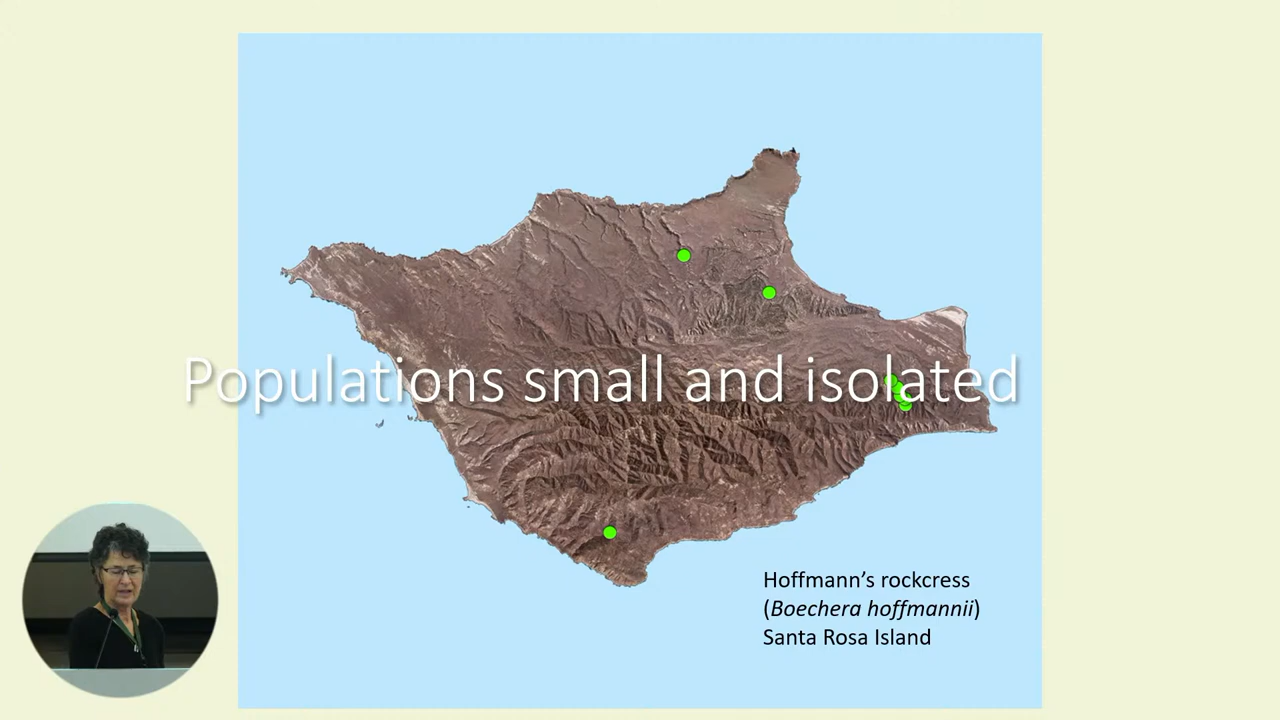 Populations small and isolated
Hoffmann’s rockcress
(Boechera hoffmannii)
Santa Rosa Island